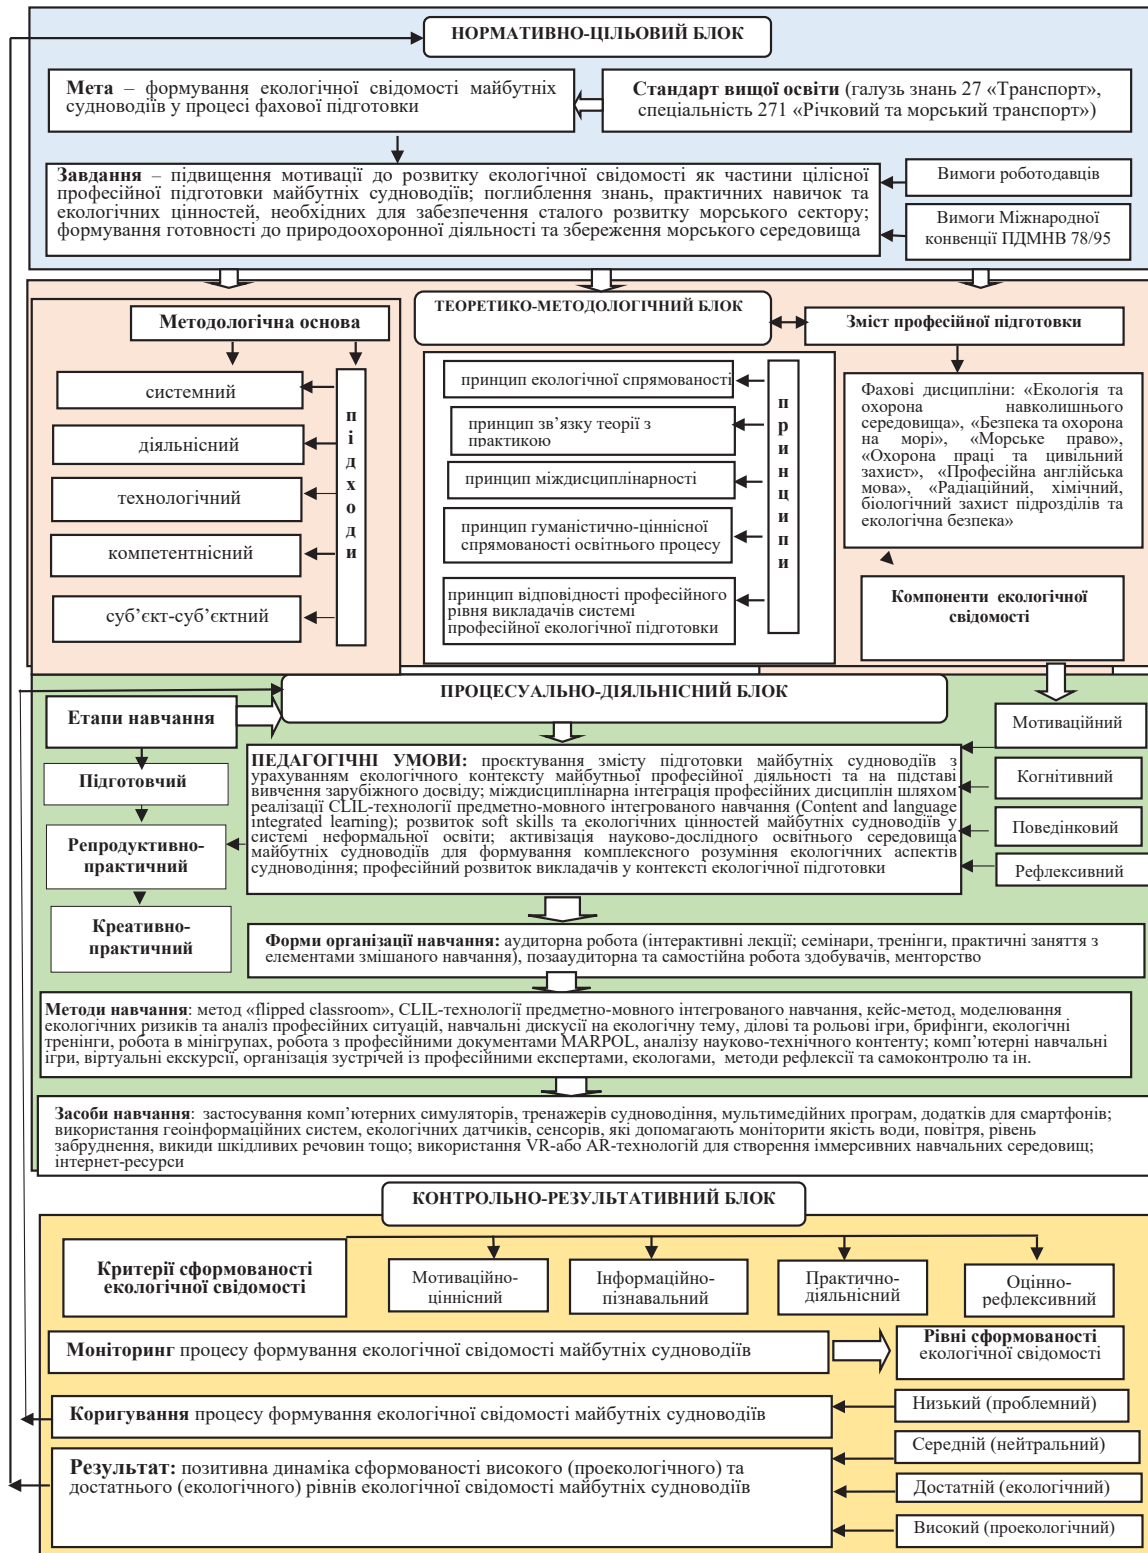 НОРМАТИВНО-ЦІЛЬОВИЙ БЛОК
Мета – формування екологічної свідомості майбутніх
судноводіїв у процесі фахової підготовки
Стандарт вищої освіти (галузь знань 27 «Транспорт»,
спеціальність 271 «Річковий та морський транспорт»)
Завдання – підвищення мотивації до розвитку екологічної свідомості як частини цілісної
професійної підготовки майбутніх судноводіїв; поглиблення знань, практичних навичок та
екологічних цінностей, необхідних для забезпечення сталого розвитку морського сектору;
формування готовності до природоохоронної діяльності та збереження морського середовища
Вимоги роботодавців
Вимоги Міжнародної
конвенції ПДМНВ 78/95
ТЕОРЕТИКО-МЕТОДОЛОГІЧНИЙ БЛОК
Методологічна основа
системний
діяльнісний
технологічний
компетентнісний
суб’єкт-суб’єктний
підходи
принцип екологічної спрямованості
принцип зв’язку теорії з
практикою
принцип міждисциплінарності
принцип гуманістично-ціннісної
спрямованості освітнього процесу
принцип відповідності професійного
рівня викладачів системі
професійної екологічної підготовки
принципи
Зміст професійної підготовки
Фахові дисципліни: «Екологія та
охорона навколишнього
середовища», «Безпека та охорона
на морі», «Морське право»,
«Охорона праці та цивільний
захист», «Професійна англійська
мова», «Радіаційний, хімічний,
біологічний захист підрозділів та
екологічна безпека»
Компоненти екологічної
свідомості
ПРОЦЕСУАЛЬНО-ДІЯЛЬНІСНИЙ БЛОК
Етапи навчання
Підготовчий
Репродуктивно-
практичний
Креативно-
практичний
ПЕДАГОГІЧНІ УМОВИ: проєктування змісту підготовки майбутніх судноводіїв з
урахуванням екологічного контексту майбутньої професійної діяльності та на підставі
вивчення зарубіжного досвіду; міждисциплінарна інтеграція професійних дисциплін шляхом
реалізації CLIL-технології предметно-мовного інтегрованого навчання (Content and language
integrated learning); розвиток soft skills та екологічних цінностей майбутніх судноводіїв у
системі неформальної освіти; активізація науково-дослідного освітнього середовища
майбутніх судноводіїв для формування комплексного розуміння екологічних аспектів
судноводіння; професійний розвиток викладачів у контексті екологічної підготовки
Мотиваційний
Когнітивний
Поведінковий
Рефлексивний
Форми організації навчання: аудиторна робота (інтерактивні лекції; семінари, тренінги, практичні заняття з
елементами змішаного навчання), позааудиторна та самостійна робота здобувачів, менторство
Методи навчання: метод «flipped classroom», CLIL-технології предметно-мовного інтегрованого навчання, кейс-метод, моделювання
екологічних ризиків та аналіз професійних ситуацій, навчальні дискусії на екологічну тему, ділові та рольові ігри, брифінги, екологічні
тренінги, робота в мінігрупах, робота з професійними документами MARPOL, аналізу науково-технічного контенту; комп’ютерні навчальні
ігри, віртуальні екскурсії, організація зустрічей із професійними експертами, екологами, методи рефлексії та самоконтролю та ін.
Засоби навчання: застосування комп’ютерних симуляторів, тренажерів судноводіння, мультимедійних програм, додатків для смартфонів;
використання геоінформаційних систем, екологічних датчиків, сенсорів, які допомагають моніторити якість води, повітря, рівень
забруднення, викиди шкідливих речовин тощо; використання VR-або AR-технологій для створення іммерсивних навчальних середовищ;
інтернет-ресурси
КОНТРОЛЬНО-РЕЗУЛЬТАТИВНИЙ БЛОК
Критерії сформованості
екологічної свідомості
Мотиваційно-
ціннісний
Інформаційно-
пізнавальний
Практично-
діяльнісний
Оцінно-
рефлексивний
Моніторинг процесу формування екологічної свідомості майбутніх судноводіїв
Рівні сформованості
екологічної свідомості
Коригування процесу формування екологічної свідомості майбутніх судноводіїв
Низький (проблемний)
Середній (нейтральний)
Результат: позитивна динаміка сформованості високого (проекологічного) та
достатнього (екологічного) рівнів екологічної свідомості майбутніх судноводіїв
Достатній (екологічний)
Високий (проекологічний)